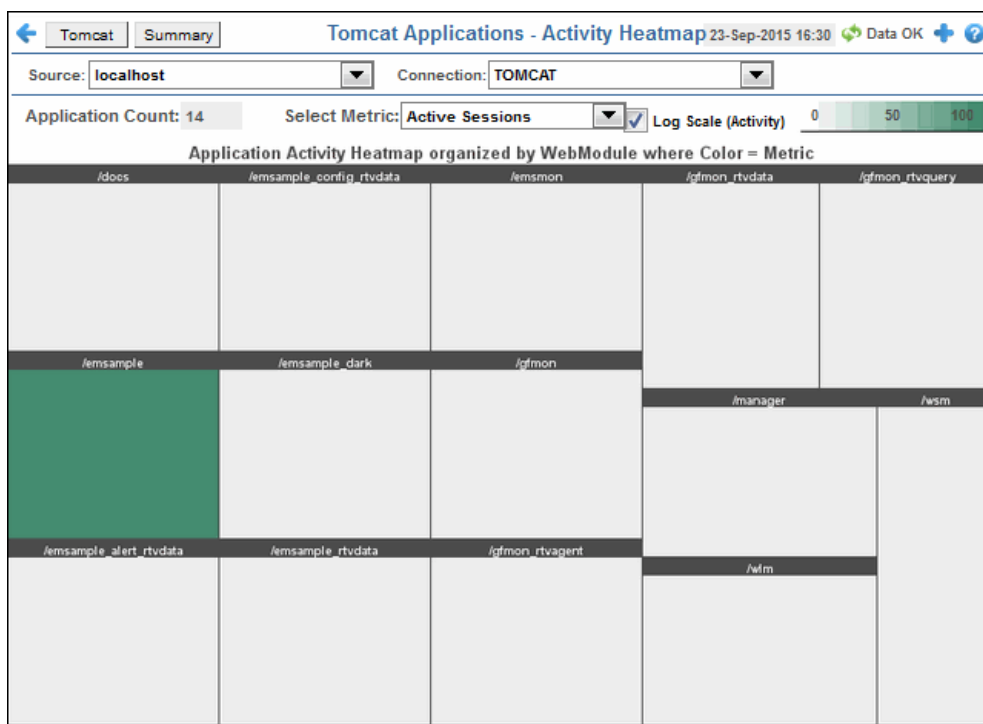 Tomcat Summary Tomcat Applications - Activity Heatmap 23-Sep-2015 16:30 Data OK
Source: localhost Connection: TOMCAT
Application Count: 14 Select Metric: Active Sessions Log Scale (Activity) 0 50 100
Application Activity Heatmap organized by WebModule where Color = Metric
/docs /emsample_config_rtvdata /emsmon /gfmon_rtvdata /gfmon_rtvquery
/emsample /emsample_dark /gfmon
/manager /wsm
/emsample_alert_rtvdata /emsample_rtvdata /gfmon_rtvagent
/wlm